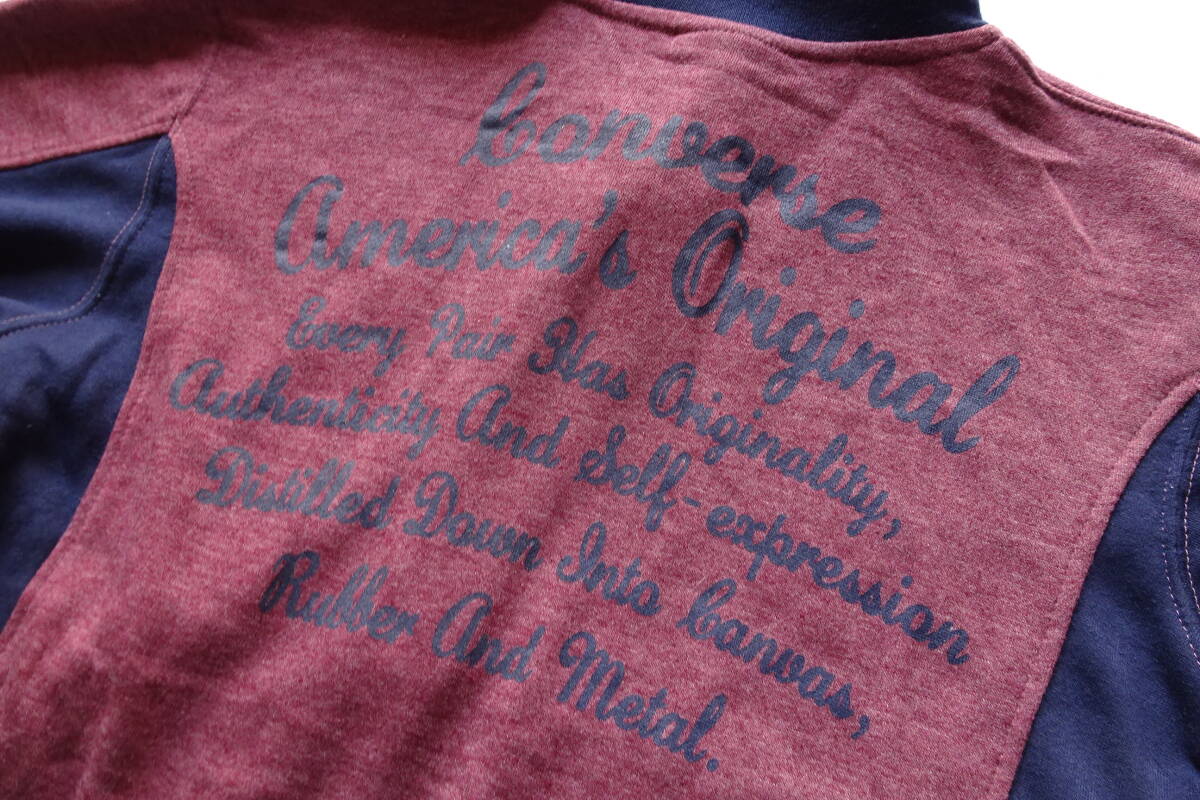 Converse
America's Original
Every Pair Has Originality,
Authenticity And Self-expression
Distilled Down Into Canvas,
Rubber And Metal.